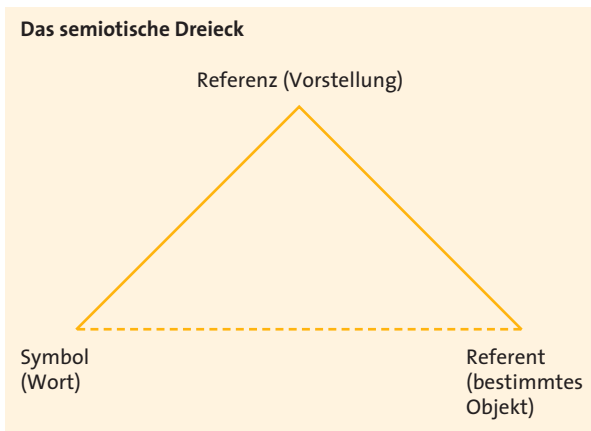 Das semiotische Dreieck
Referenz (Vorstellung)
Symbol
(Wort)
Referent
(bestimmtes
Objekt)